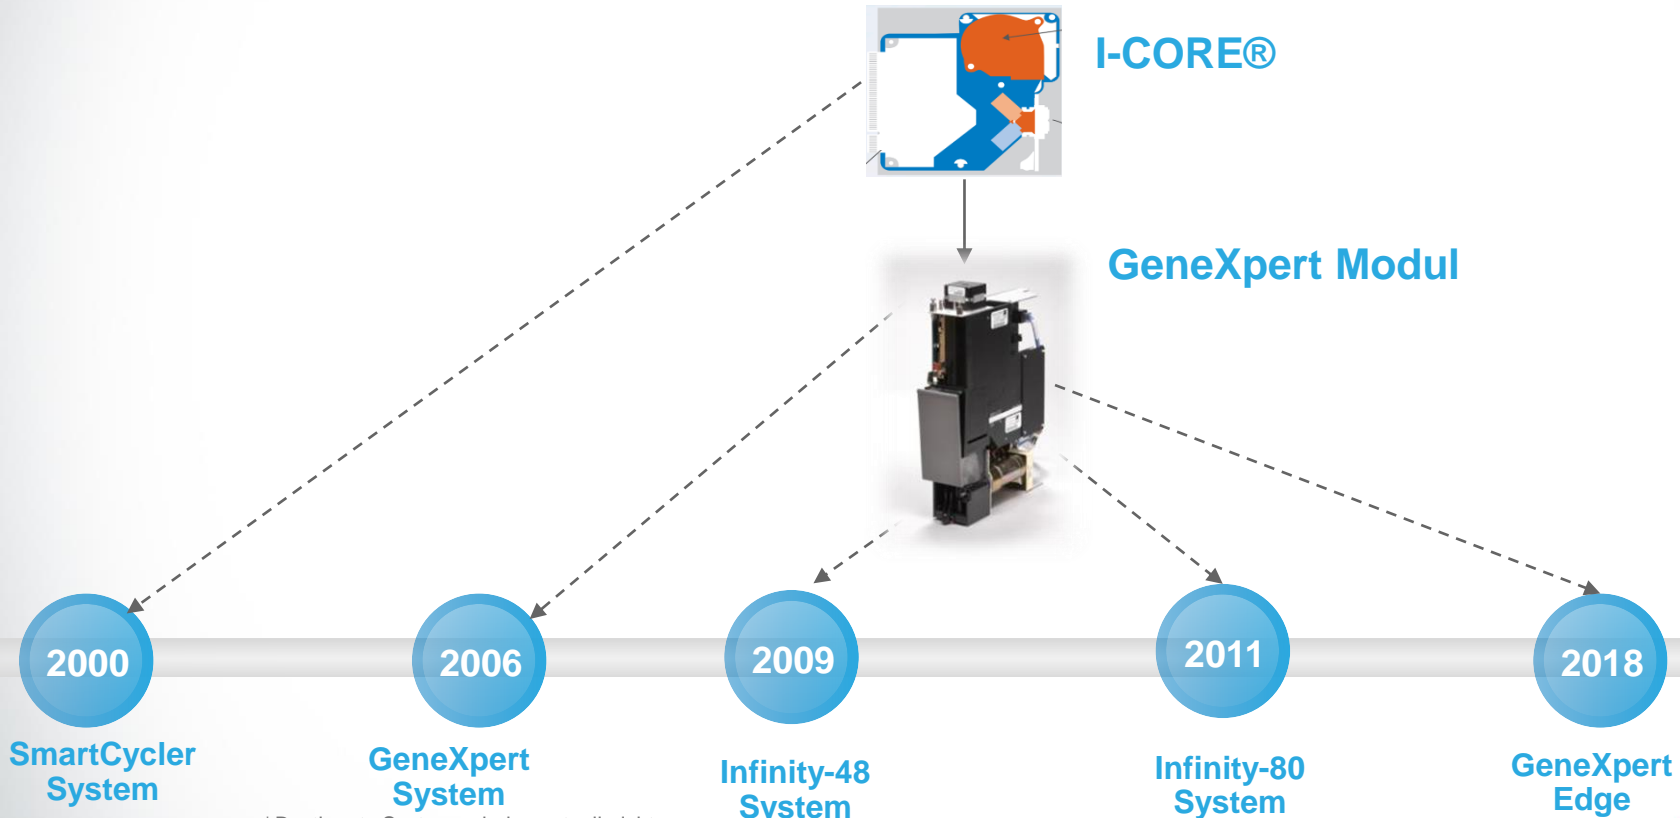 I-CORE®
GeneXpert Modul
2000
2006
2009
2011
2018
SmartCycler
System
GeneXpert
System
Infinity-48
System
Infinity-80
System
GeneXpert
Edge